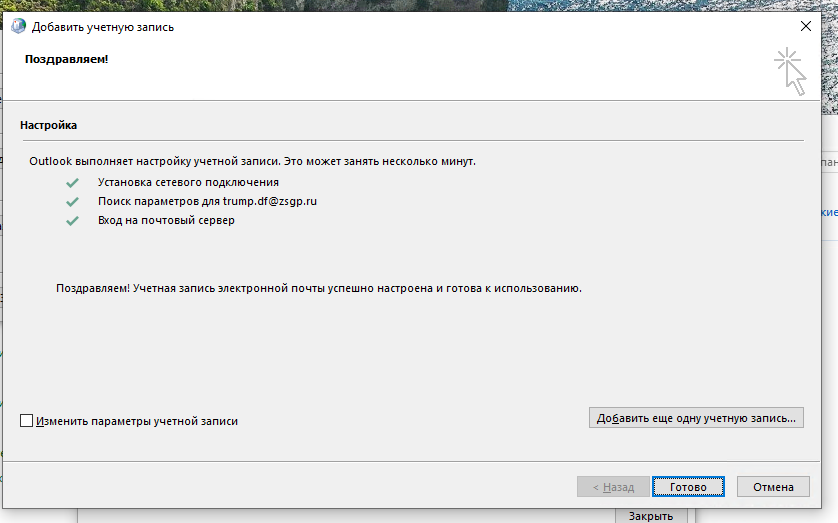 Добавить учетную запись
Поздравляем!
Настройка
Outlook выполняет настройку учетной записи. Это может занять несколько минут.
Установка сетевого подключения
Поиск параметров для trump.df@zsgp.ru
Вход на почтовый сервер
Поздравляем! Учетная запись электронной почты успешно настроена и готова к использованию.
Изменить параметры учетной записи
Добавить еще одну учетную запись...
< Назад
Готово
Отмена
Закрыть